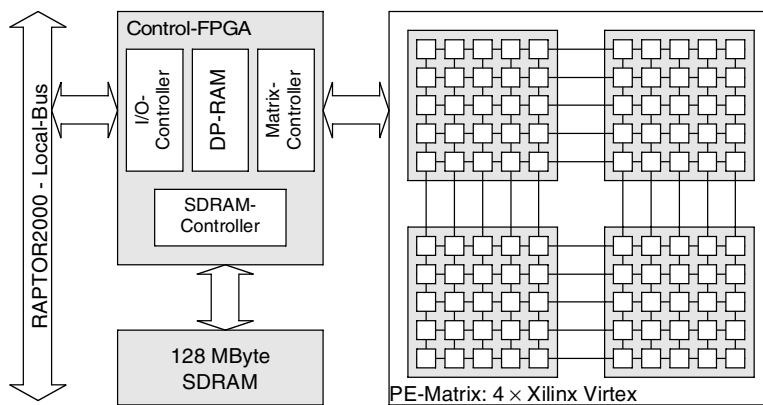 RAPTOR2000 - Local-Bus
Control-FPGA
I/O-
Controller
DP-RAM
Matrix-
Controller
SDRAM-
Controller
128 MByte
SDRAM
PE-Matrix: 4 × Xilinx Virtex